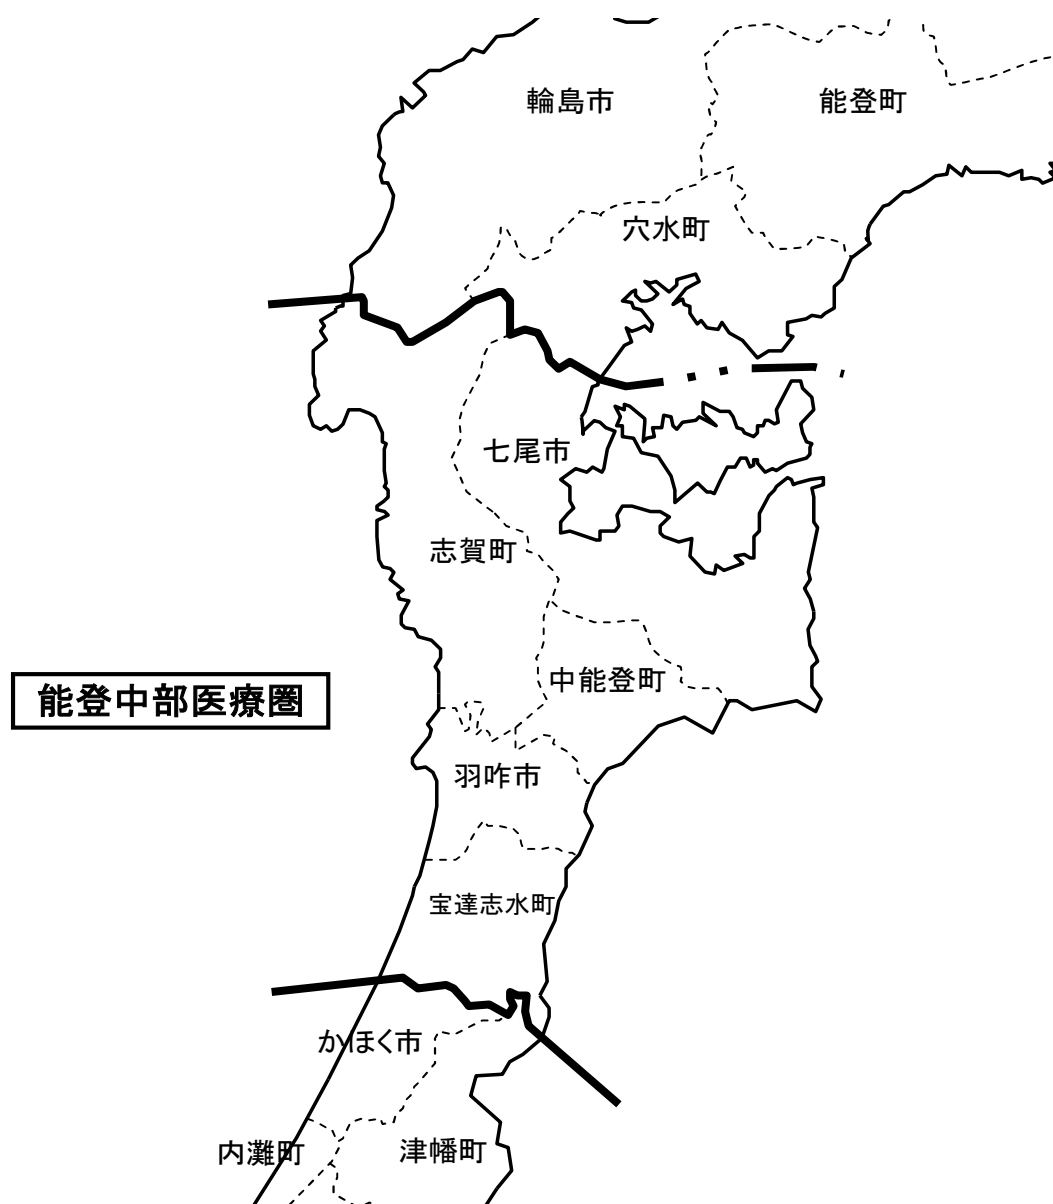 輪島市
能登町
穴水町
七尾市
志賀町
中能登町
能登中部医療圏
羽咋市
宝達志水町
かほく市
内灘町
津幡町